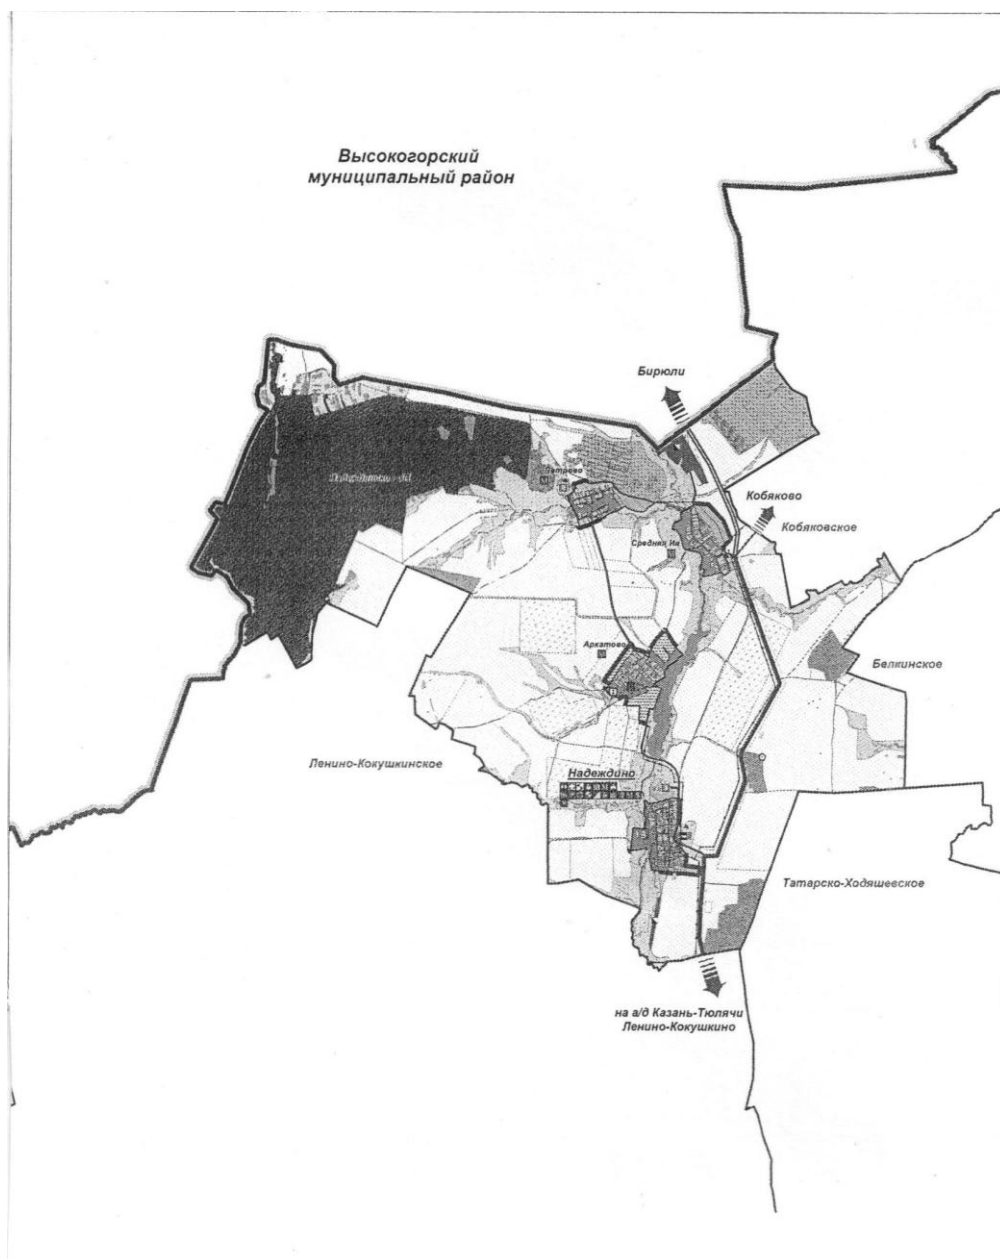 Высокогорский
муниципальный район
Бирюли
Кобяково
Кобяковское
Средний Ия
Аркатово
Белкинское
Ленино-Кокушкинское
Надеждино
Татарско-Ходяшевское
на а/д Казань-Тюлячи
Ленино-Кокушкино